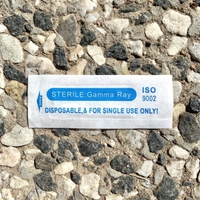 STERILE: Gamma Ray
ISO
9002
DISPOSABLE,& FOR SINGLE USE ONLY!